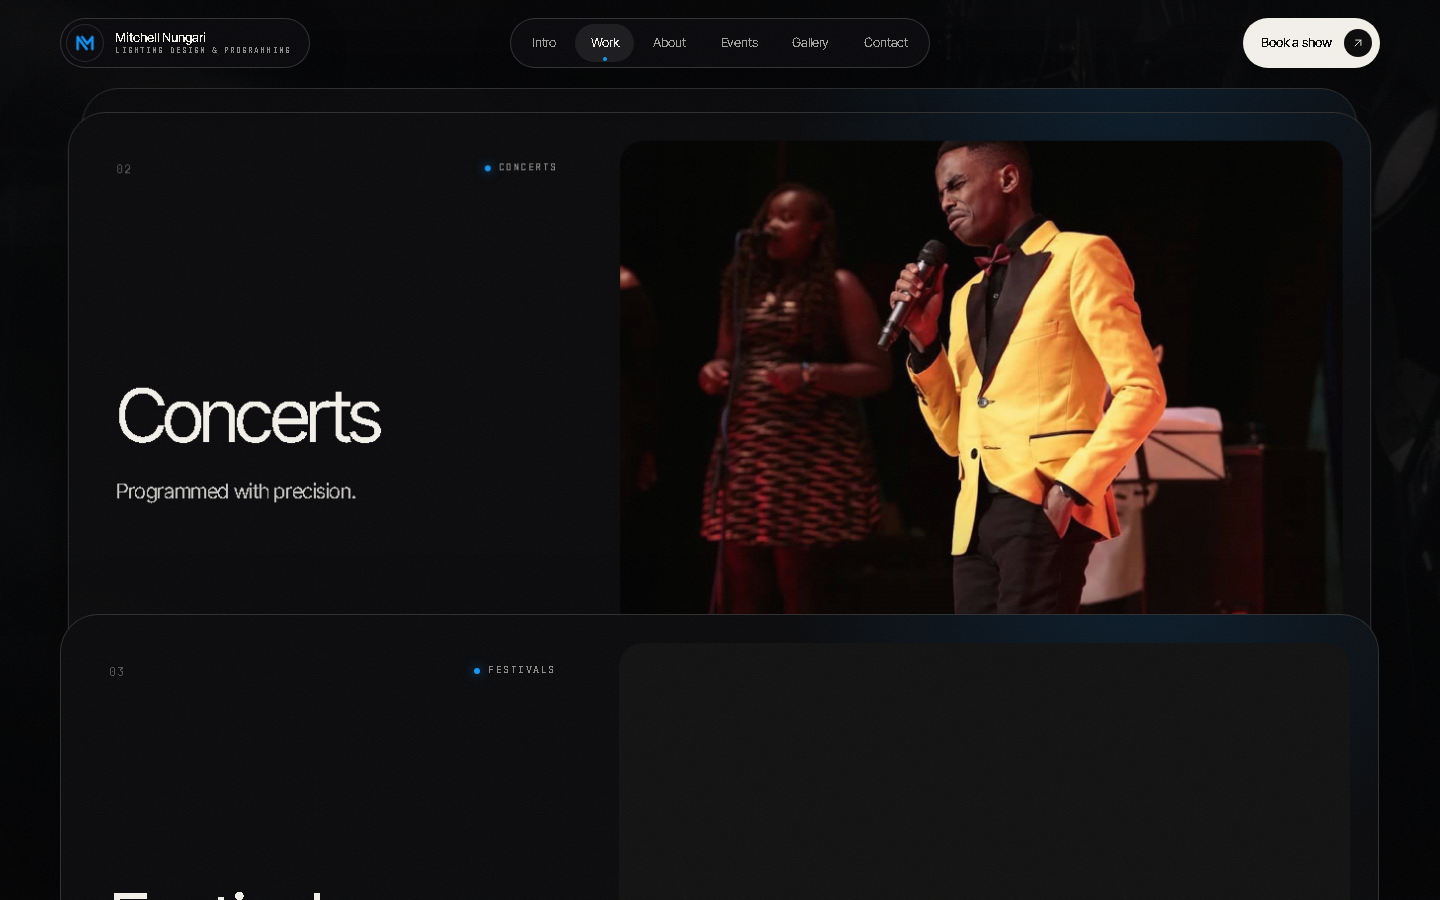 Mitchell Nungari
LIGHTING DESIGN & PROGRAMMING
Intro
Work
About
Events
Gallery
Contact
Book a show
02
CONCERTS
Concerts
Programmed with precision.
03
FESTIVALS